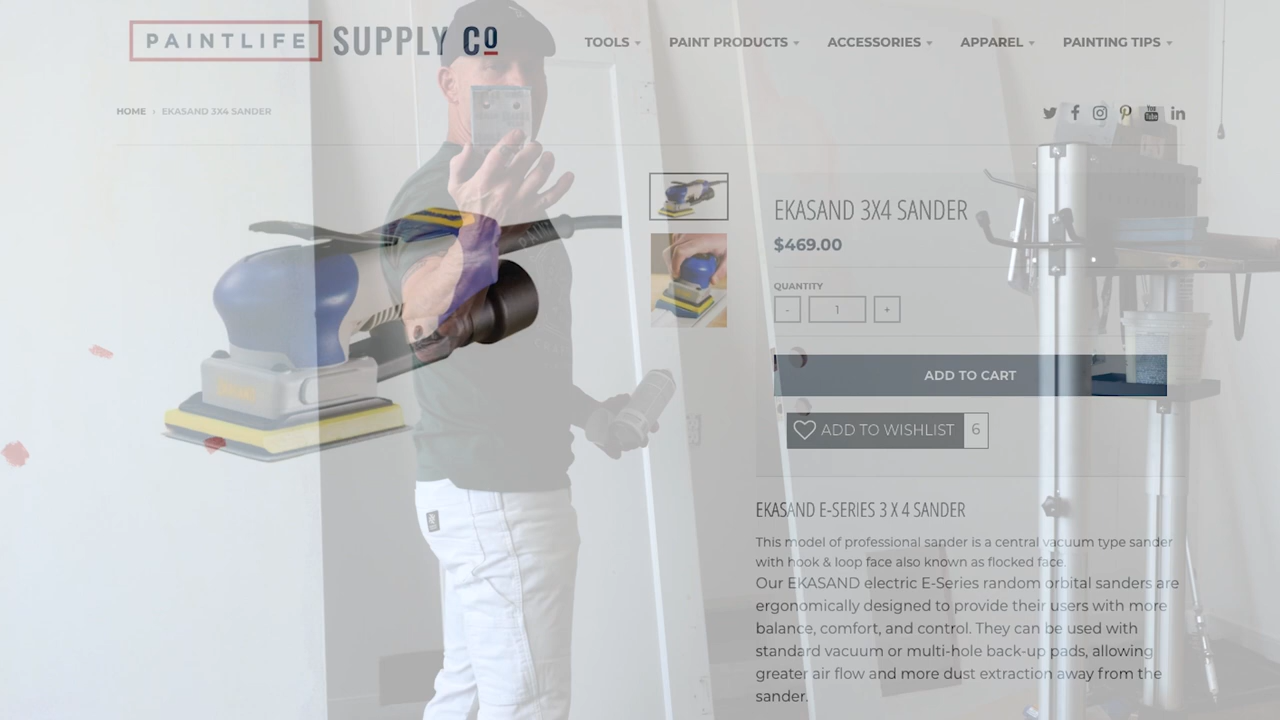 PAINTLIFE SUPPLY CO
TOOLS PAINT PRODUCTS ACCESSORIES APPAREL PAINTING TIPS
HOME › EKASAND 3X4 SANDER
EKASAND 3X4 SANDER
$469.00
QUANTITY
- 1 +
ADD TO CART
ADD TO WISHLIST 6
EKASAND E-SERIES 3 X 4 SANDER
This model of professional sander is a central vacuum type sander
with hook & loop face also known as flocked face.
Our EKASAND electric E-Series random orbital sanders are
ergonomically designed to provide their users with more
balance, comfort, and control. They can be used with
standard vacuum or multi-hole back-up pads, allowing
greater air flow and more dust extraction away from the
sander.